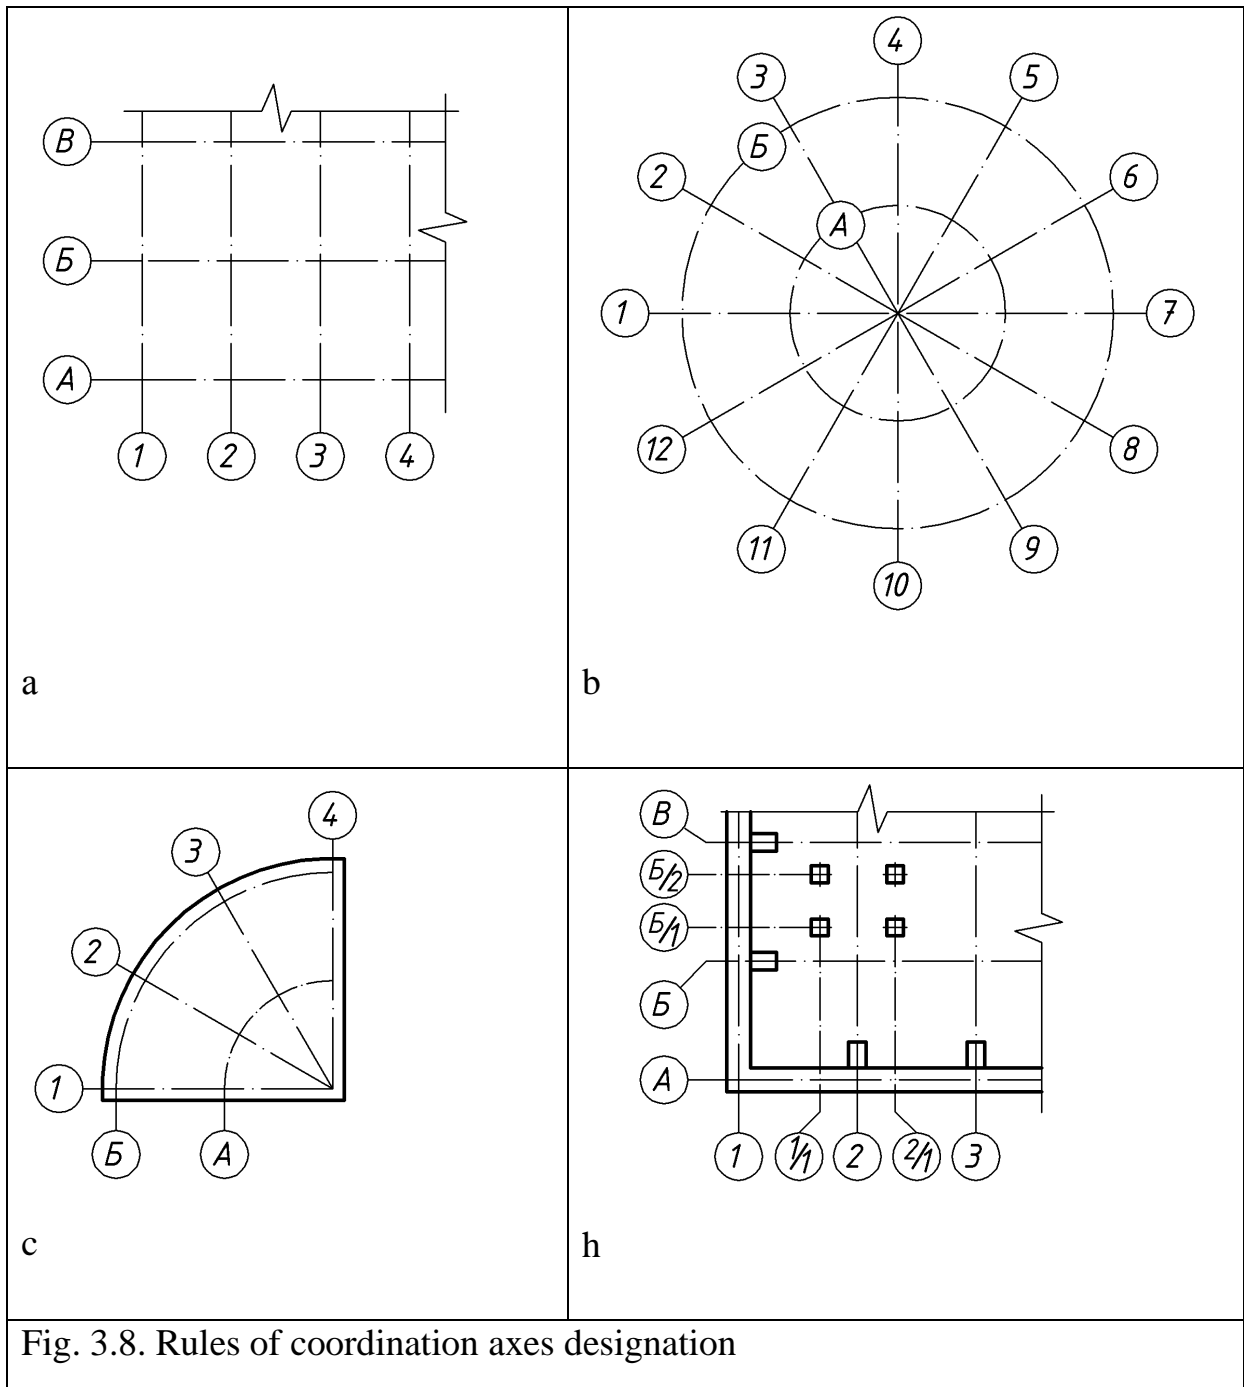 В
Б
А
1 2 3 4
a
4
3 5
Б
2 6
А
1 7
12 8
11 9
10
b
4
3
2
1
Б А
c
В
Б/2
Б/1
Б
А
1 1/1 2 2/1 3
h
Fig. 3.8. Rules of coordination axes designation